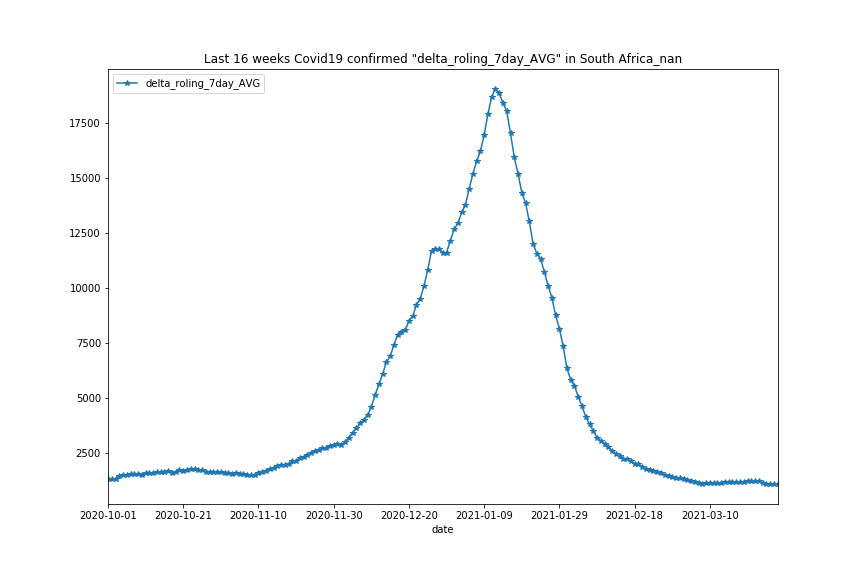 Last 16 weeks Covid19 confirmed "delta_roling_7day_AVG" in South Africa_nan
delta_roling_7day_AVG
17500
15000
12500
10000
7500
5000
2500
2020-10-01 2020-10-21 2020-11-10 2020-11-30 2020-12-20 2021-01-09 2021-01-29 2021-02-18 2021-03-10
date